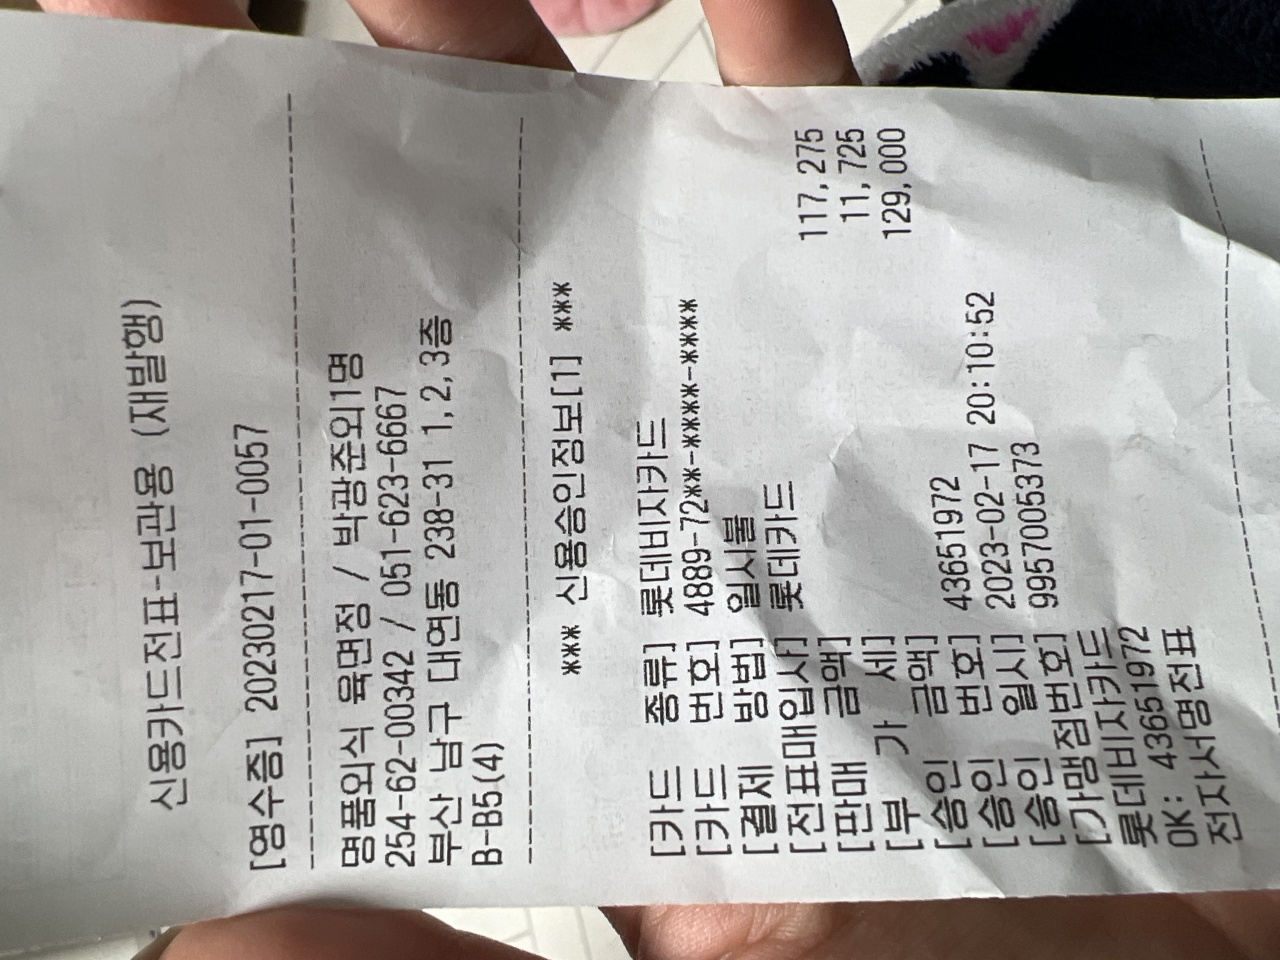 신용카드전표-보관용 (재발행)
[영수증] 20230217-01-0057
명품외식 육면정 / 박광준외1명
254-62-00342 / 051-623-6667
부산 남구 대연동 238-31 1,2,3층
B-B5(4)
*** 신용승인정보[1] ***
[카드 종류] 롯데비자카드
[카드 번호] 4889-72**-****-****
[결제 방법] 일시불
[전표매입사] 롯데카드
[판매 금액] 117,275
[부 가 세] 11,725
[승인 금액] 129,000
[승인 번호] 43651972
[승인 일시] 2023-02-17 20:10:52
[가맹점번호] 9957005373
롯데비자카드
OK: 43651972
전자서명전표